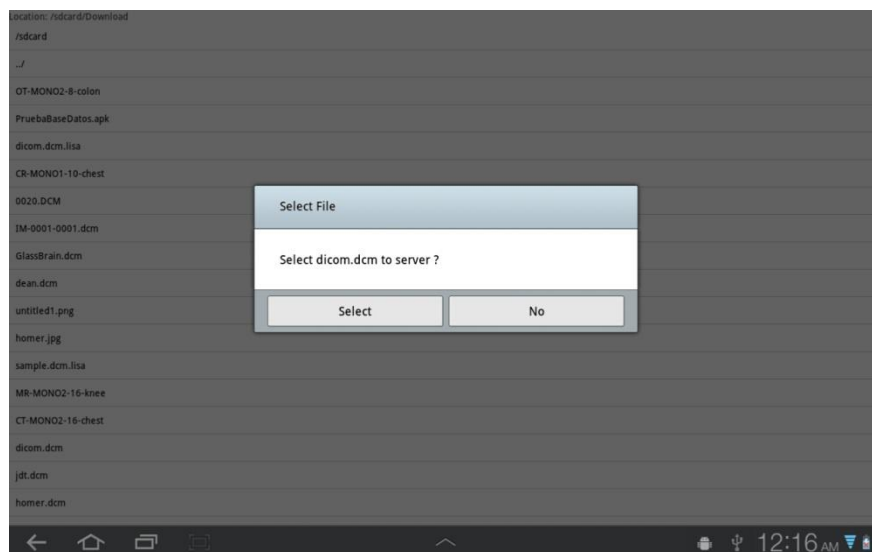 Location: /sdcard/Download
/sdcard
../
OT-MONO2-8-colon
PruebaBaseDatos.apk
dicom.dcm.lisa
CR-MONO1-10-chest
0020.DCM
IM-0001-0001.dcm
GlassBrain.dcm
dean.dcm
untitled1.png
homer.jpg
sample.dcm.lisa
MR-MONO2-16-knee
CT-MONO2-16-chest
dicom.dcm
jdt.dcm
homer.dcm
Select File
Select dicom.dcm to server ?
Select No
12:16 AM